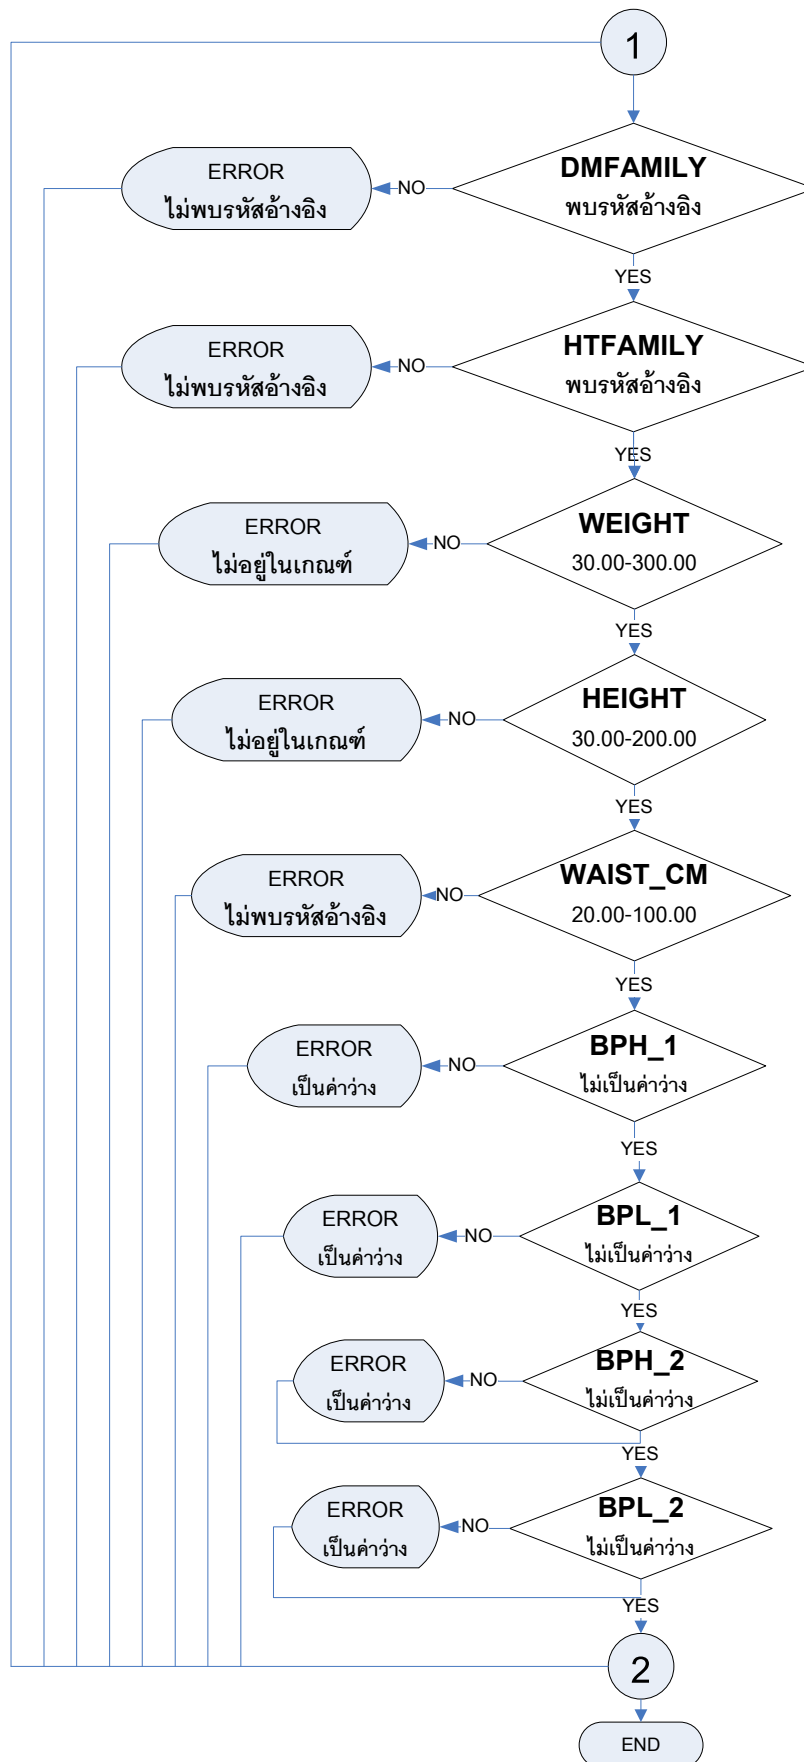 1
DMFAMILY
พบรหัสอ้างอิง
NO
ERROR
ไม่พบรหัสอ้างอิง
YES
HTFAMILY
พบรหัสอ้างอิง
NO
ERROR
ไม่พบรหัสอ้างอิง
YES
WEIGHT
30.00-300.00
NO
ERROR
ไม่อยู่ในเกณฑ์
YES
HEIGHT
30.00-200.00
NO
ERROR
ไม่อยู่ในเกณฑ์
YES
WAIST_CM
20.00-100.00
NO
ERROR
ไม่พบรหัสอ้างอิง
YES
BPH_1
ไม่เป็นค่าว่าง
NO
ERROR
เป็นค่าว่าง
YES
BPL_1
ไม่เป็นค่าว่าง
NO
ERROR
เป็นค่าว่าง
YES
BPH_2
ไม่เป็นค่าว่าง
NO
ERROR
เป็นค่าว่าง
YES
BPL_2
ไม่เป็นค่าว่าง
NO
ERROR
เป็นค่าว่าง
YES
2
END